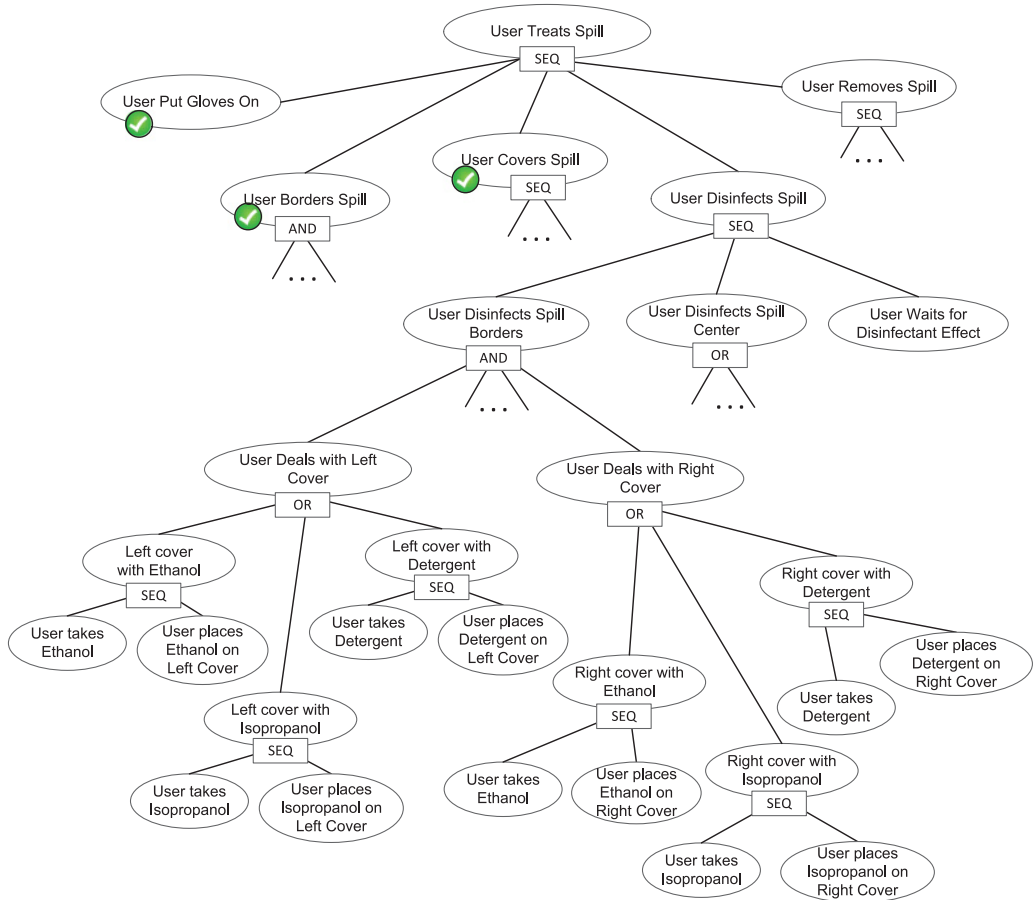 User Treats Spill
SEQ
User Put Gloves On
User Removes Spill
SEQ
...
User Covers Spill
SEQ
...
User Borders Spill
AND
...
User Disinfects Spill
SEQ
User Disinfects Spill
Borders
AND
...
User Disinfects Spill
Center
OR
...
User Waits for
Disinfectant Effect
User Deals with Left
Cover
OR
User Deals with Right
Cover
OR
Left cover
with Ethanol
SEQ
User takes
Ethanol
User places
Ethanol on
Left Cover
Left cover with
Detergent
SEQ
User takes
Detergent
User places
Detergent on
Left Cover
Left cover with
Isopropanol
SEQ
User takes
Isopropanol
User places
Isopropanol on
Left Cover
Right cover with
Ethanol
SEQ
User takes
Ethanol
User places
Ethanol on
Right Cover
Right cover with
Detergent
SEQ
User takes
Detergent
User places
Detergent on
Right Cover
Right cover with
Isopropanol
SEQ
User takes
Isopropanol
User places
Isopropanol on
Right Cover